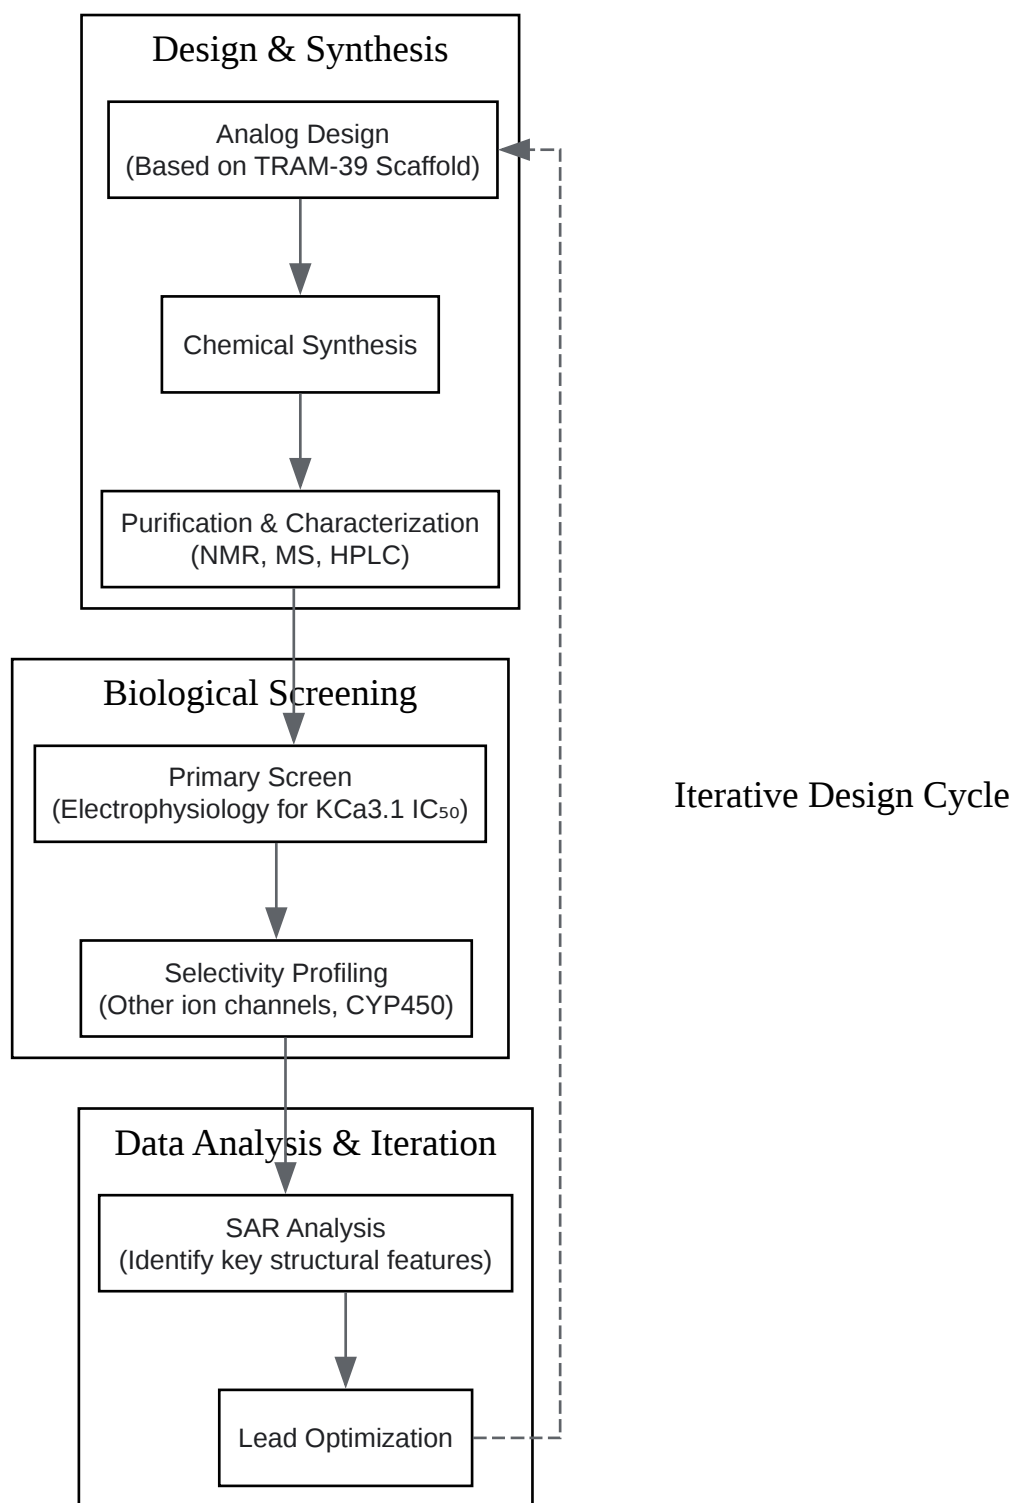 Design & Synthesis
Analog Design
(Based on TRAM-39 Scaffold)
Chemical Synthesis
Purification & Characterization
(NMR, MS, HPLC)
Biological Screening
Primary Screen
(Electrophysiology for KCa3.1 IC₅₀)
Iterative Design Cycle
Selectivity Profiling
(Other ion channels, CYP450)
Data Analysis & Iteration
SAR Analysis
(Identify key structural features)
Lead Optimization